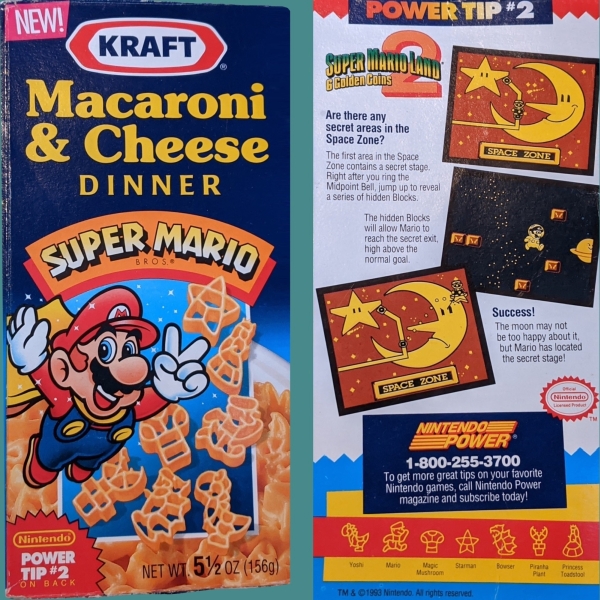 NEW!
KRAFT
®
Macaroni
& Cheese
DINNER
SUPER MARIO
BROS®
Nintendo
POWER
TIP #2
ON BACK
NET WT. 5½ OZ (156g)
POWER TIP #2
SUPER MARIO LAND 2
6 Golden Coins
Are there any
secret areas in the
Space Zone?
The first area in the Space
Zone contains a secret stage.
Right after you ring the
Midpoint Bell, jump up to reveal
a series of hidden Blocks.
SPACE ZONE
The hidden Blocks
will allow Mario to
reach the secret exit,
high above the
normal goal.
SPACE ZONE
Success!
The moon may not
be too happy about it,
but Mario has located
the secret stage!
Official
Nintendo
Licensed Product
TM
NINTENDO
POWER®
1-800-255-3700
To get more great tips on your favorite
Nintendo games, call Nintendo Power
magazine and subscribe today!
Yoshi
Mario
Magic
Mushroom
Starman
Bowser
Piranha
Plant
Princess
Toadstool
TM & ©1993 Nintendo. All rights reserved.